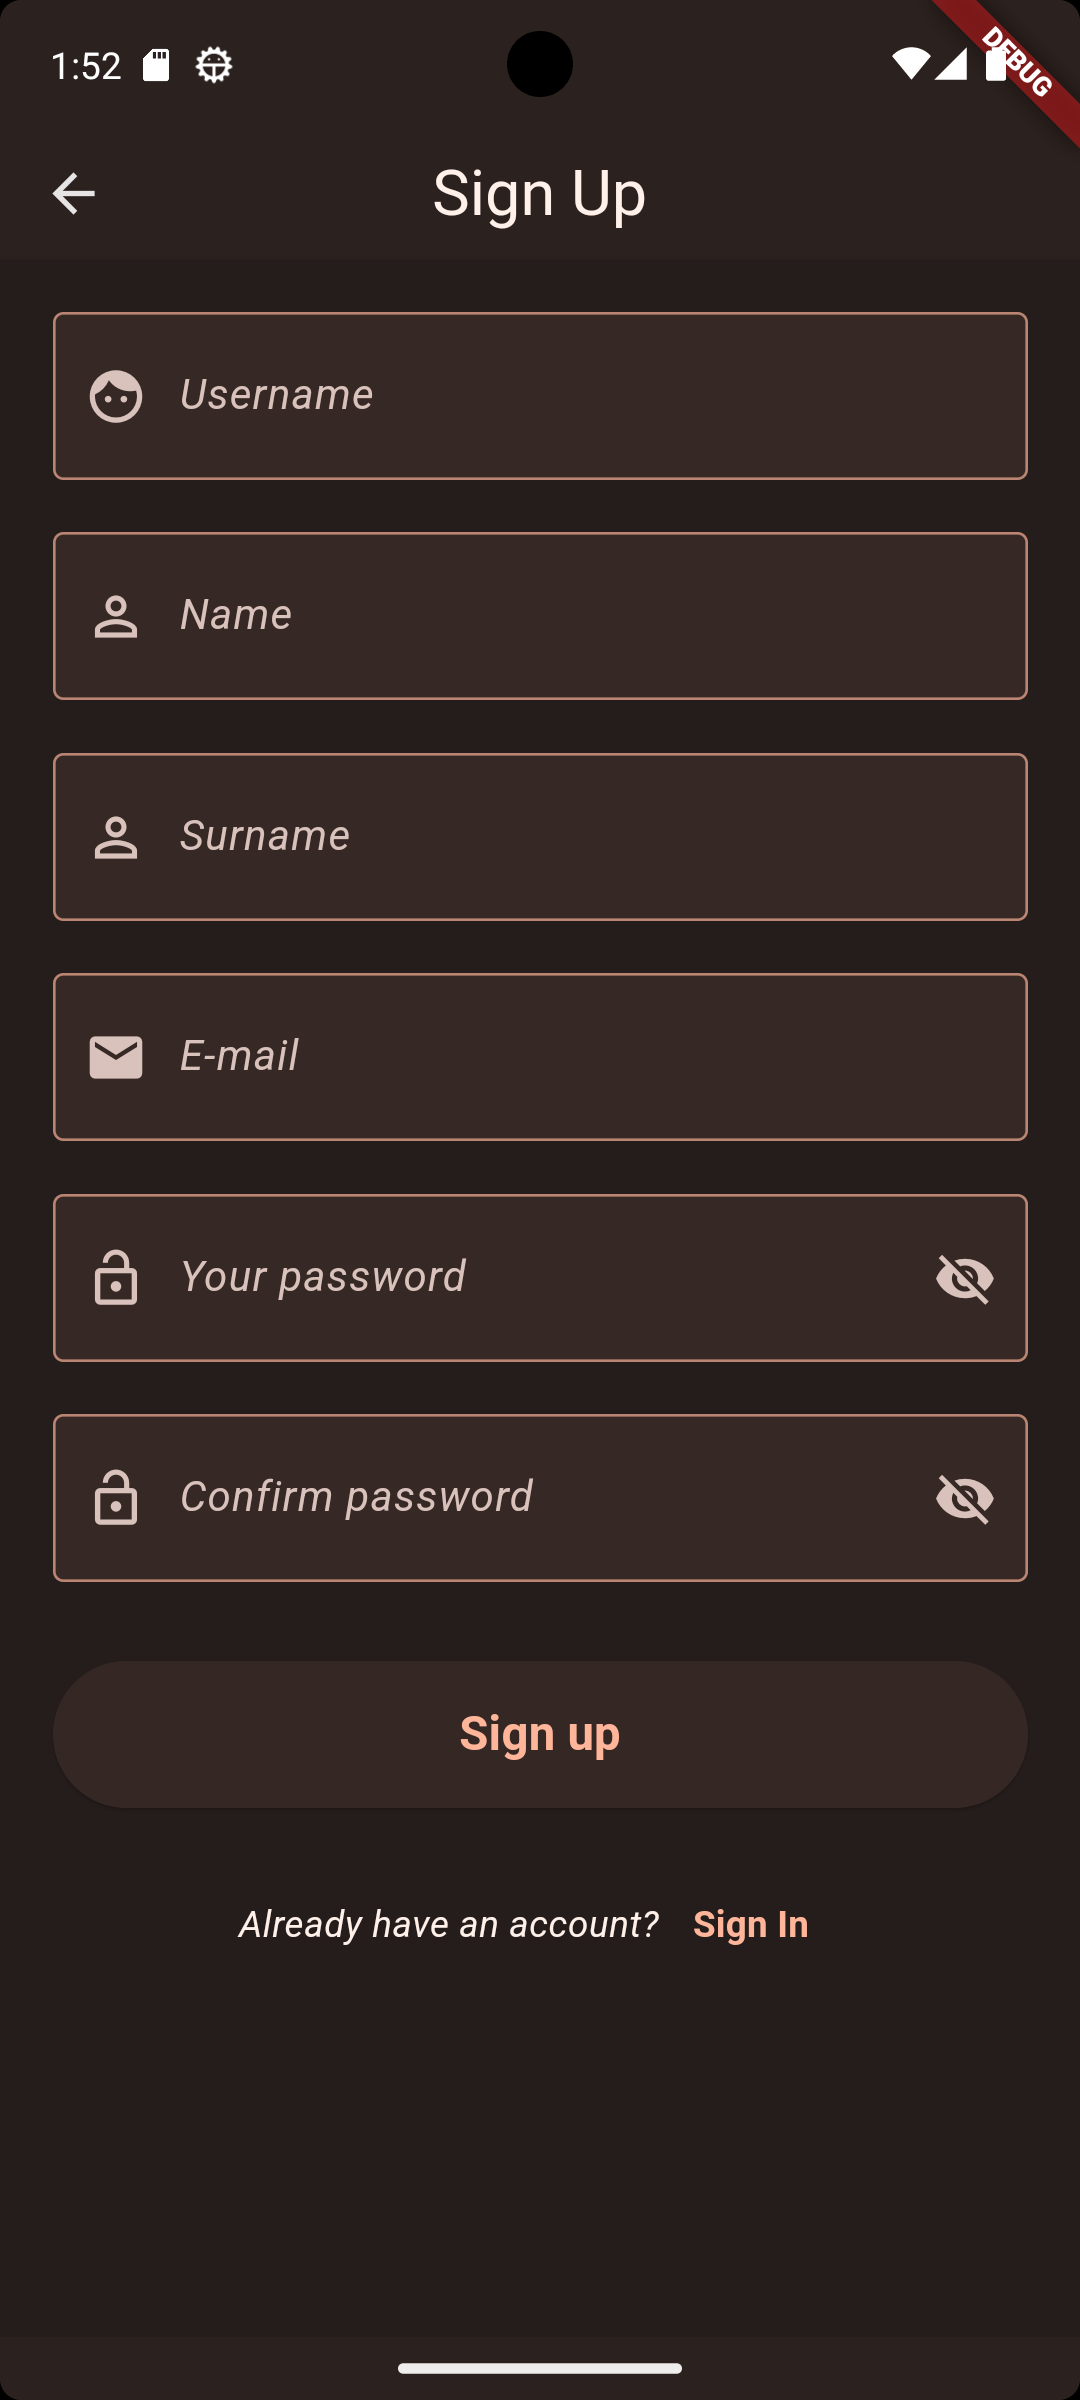 1:52
DEBUG
Sign Up
Username
Name
Surname
E-mail
Your password
Confirm password
Sign up
Already have an account? Sign In